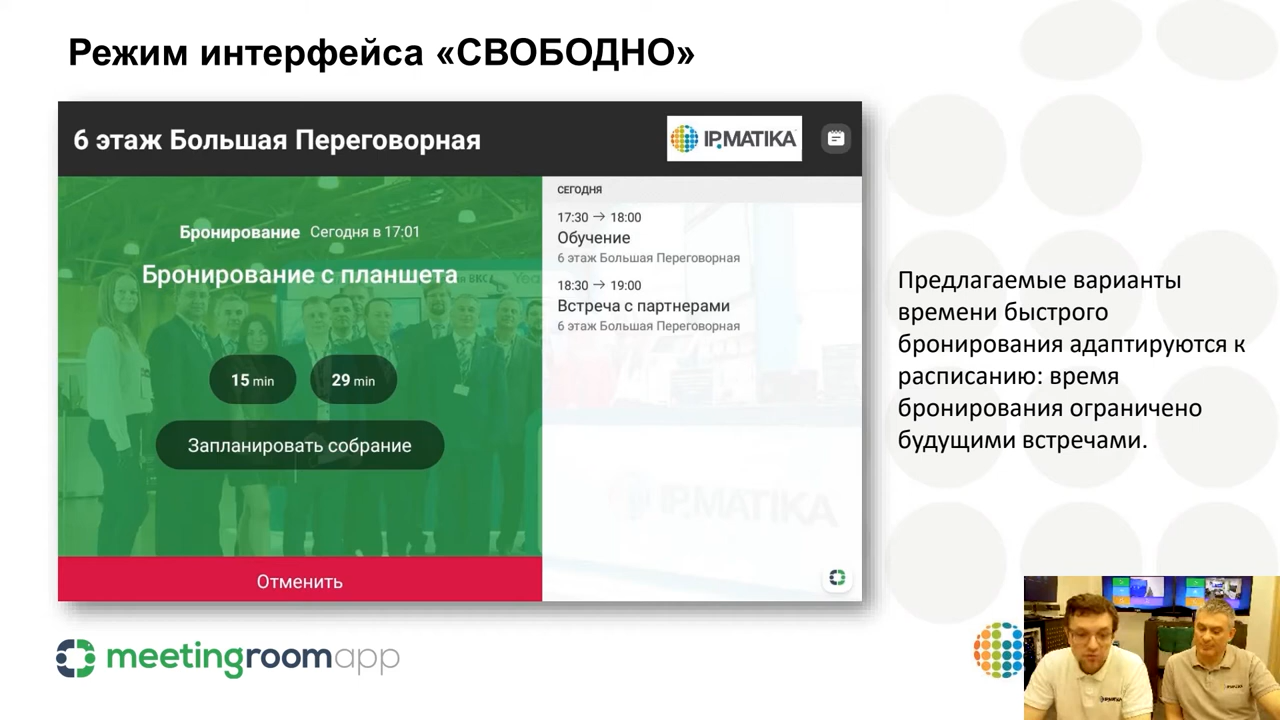 Режим интерфейса «СВОБОДНО»
6 этаж Большая Переговорная
IP.MATIKA
Бронирование Сегодня в 17:01
Бронирование с планшета
15 min
29 min
Запланировать собрание
Отменить
СЕГОДНЯ
17:30 → 18:00
Обучение
6 этаж Большая Переговорная
18:30 → 19:00
Встреча с партнерами
6 этаж Большая Переговорная
IP.MATIKA
Предлагаемые варианты
времени быстрого
бронирования адаптируются к
расписанию: время
бронирования ограничено
будущими встречами.
meetingroomapp